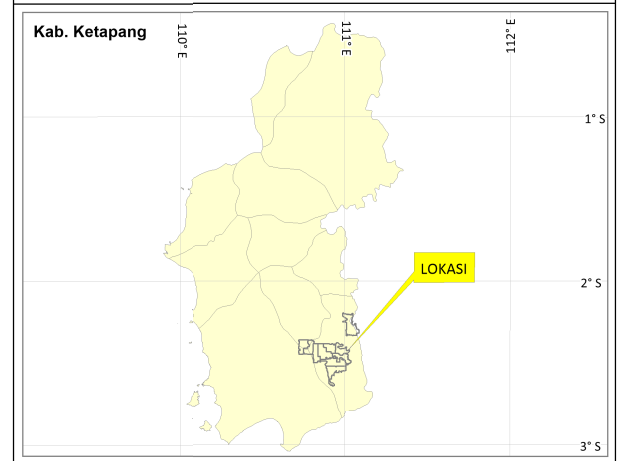 Kab. Ketapang
110° E
111° E
112° E
1° S
LOKASI
2° S
3° S